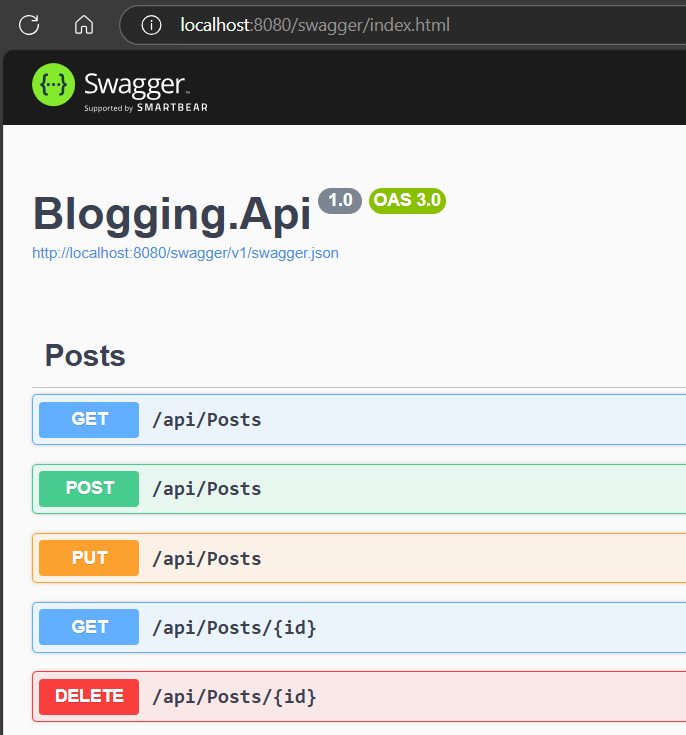 localhost:8080/swagger/index.html
{···} Swagger
Supported by SMARTBEAR
Blogging.Api 1.0 OAS 3.0
http://localhost:8080/swagger/v1/swagger.json
Posts
GET /api/Posts
POST /api/Posts
PUT /api/Posts
GET /api/Posts/{id}
DELETE /api/Posts/{id}